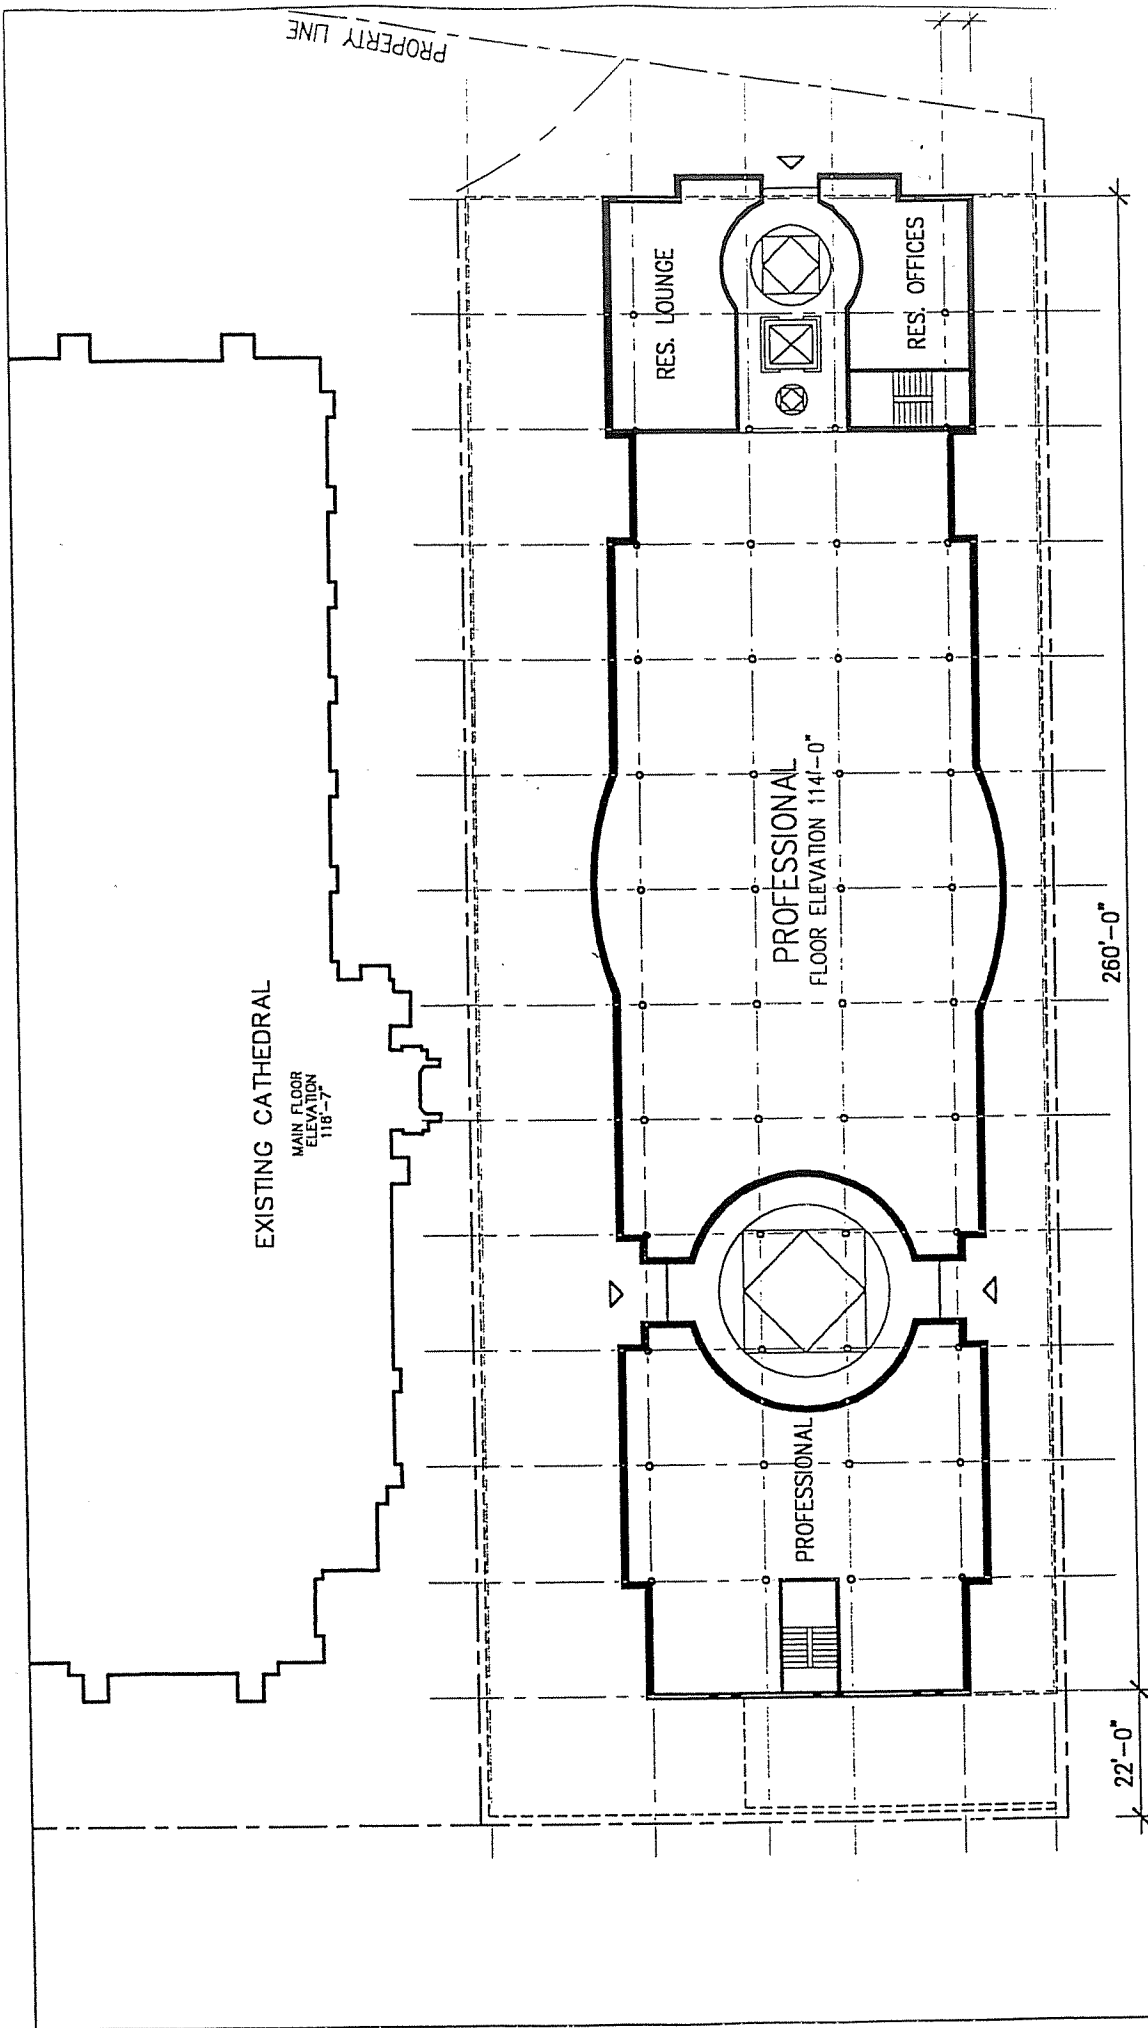 PROPERTY LINE
RES. LOUNGE
RES. OFFICES
EXISTING CATHEDRAL
MAIN FLOOR
ELEVATION
118'-7"
PROFESSIONAL
FLOOR ELEVATION 114'-0"
260'-0"
PROFESSIONAL
22'-0"